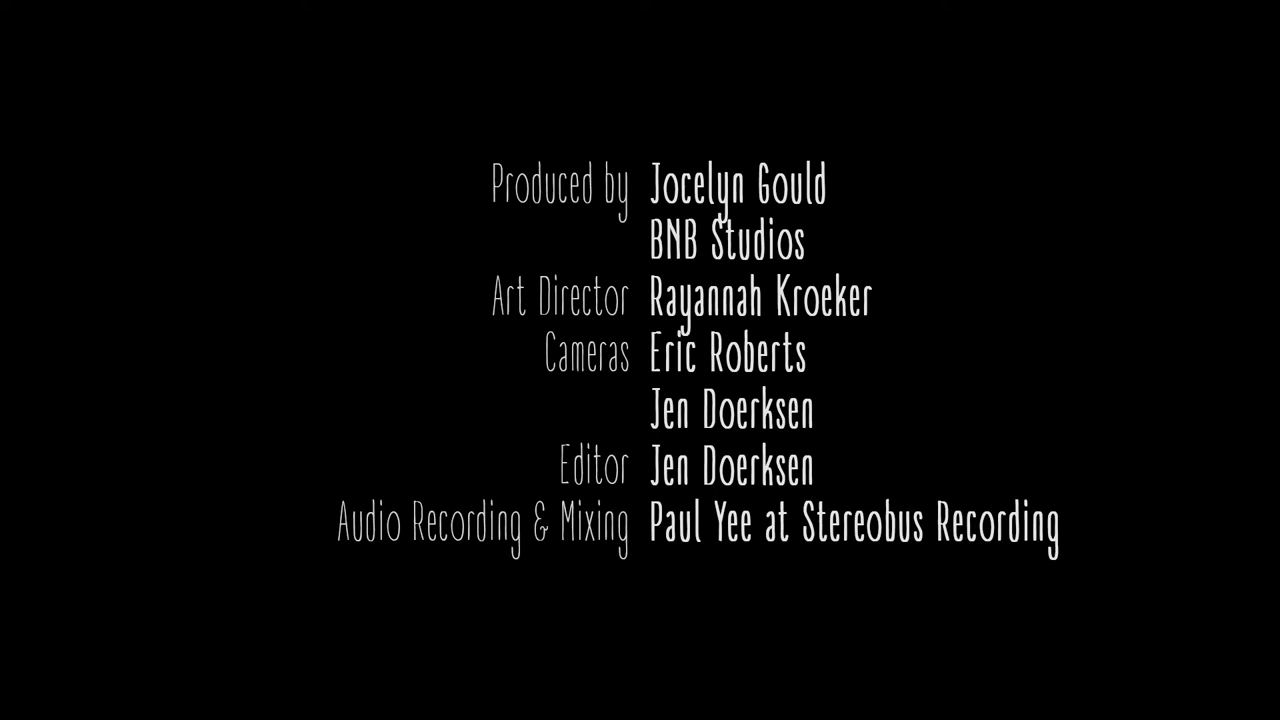 Produced by Jocelyn Gould
BNB Studios
Art Director Rayannah Kroeker
Cameras Eric Roberts
Jen Doerksen
Editor Jen Doerksen
Audio Recording & Mixing Paul Yee at Stereobus Recording